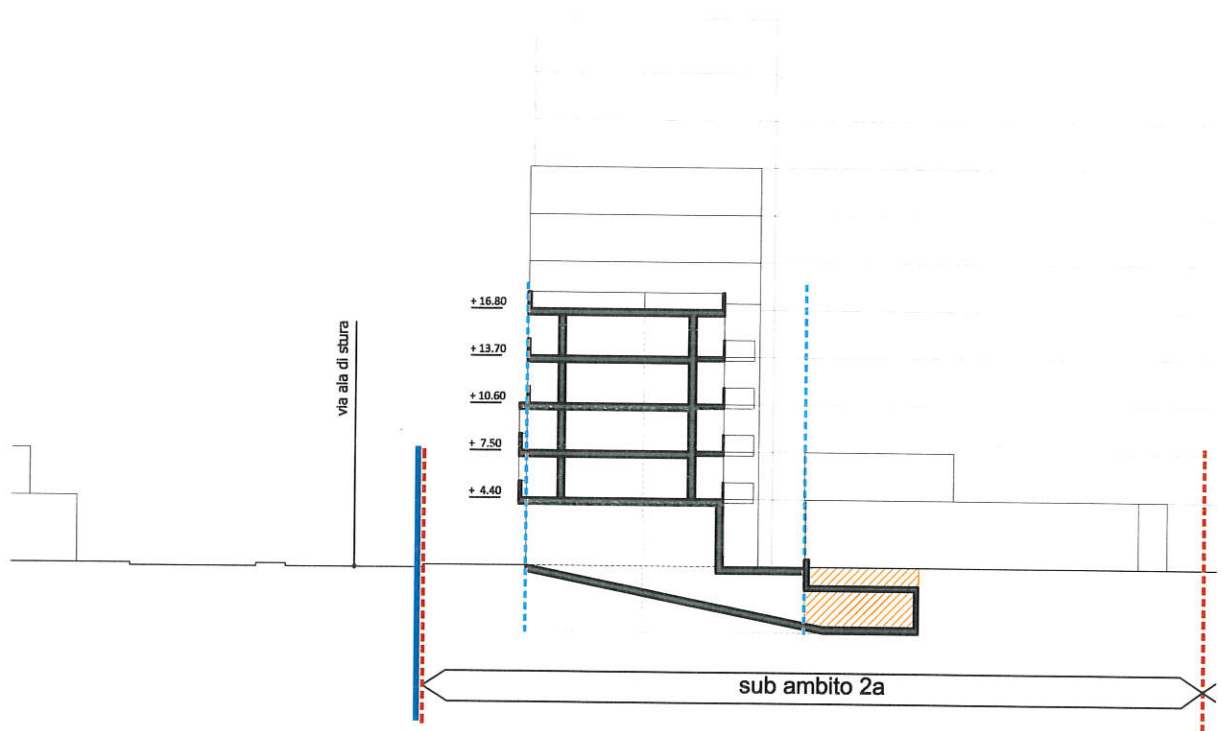 + 16.80
+ 13.70
+ 10.60
+ 7.50
+ 4.40
via ala di stura
sub ambito 2a